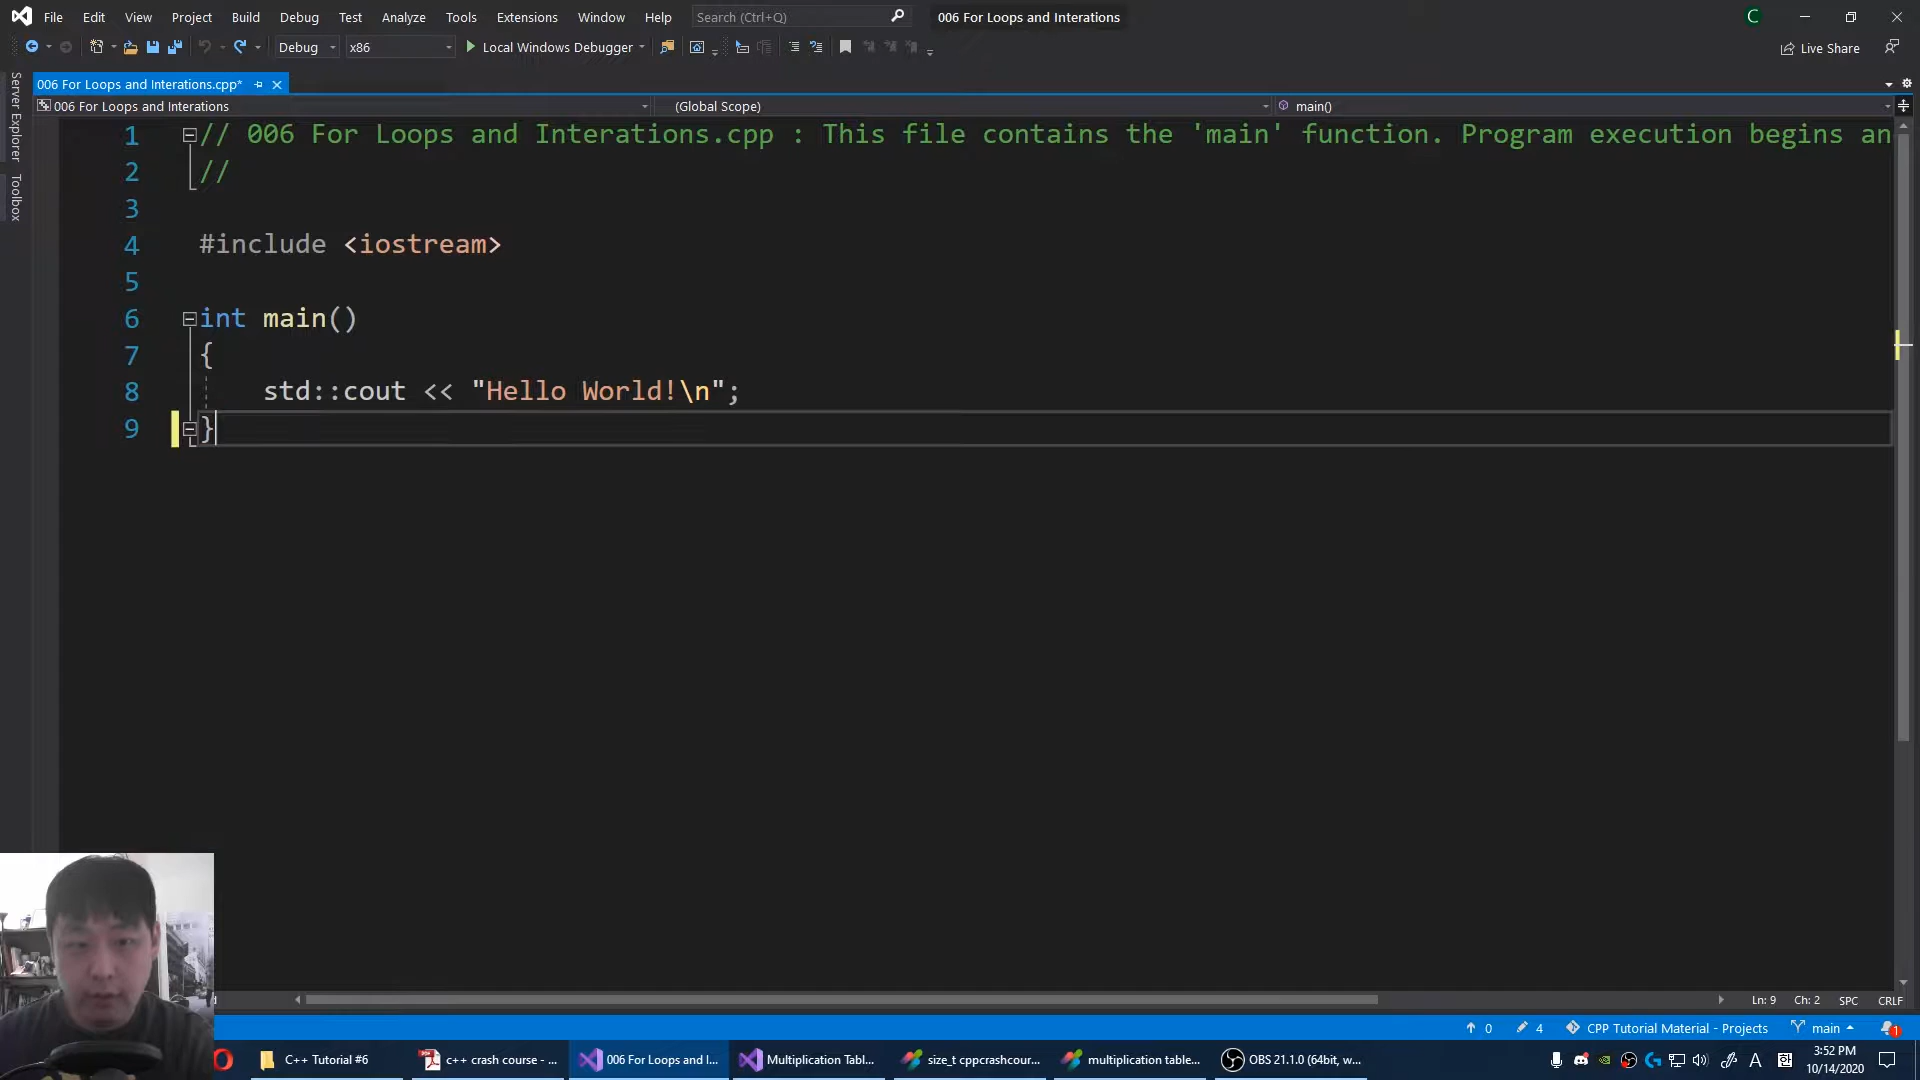 File Edit View Project Build Debug Test Analyze Tools Extensions Window Help Search (Ctrl+Q) 006 For Loops and Interations C
Debug x86 Local Windows Debugger Live Share
006 For Loops and Interations.cpp*
006 For Loops and Interations (Global Scope) main()
Server Explorer
Toolbox
1 // 006 For Loops and Interations.cpp : This file contains the 'main' function. Program execution begins an
2 //
3
4 #include <iostream>
5
6 int main()
7 {
8 std::cout << "Hello World!\n";
9 }
Ln: 9 Ch: 2 SPC CRLF
0 4 CPP Tutorial Material - Projects main 1
C++ Tutorial #6 c++ crash course - ... 006 For Loops and I... Multiplication Tabl... size_t cppcrashcour... multiplication table... OBS 21.1.0 (64bit, w... A 한 3:52 PM
10/14/2020